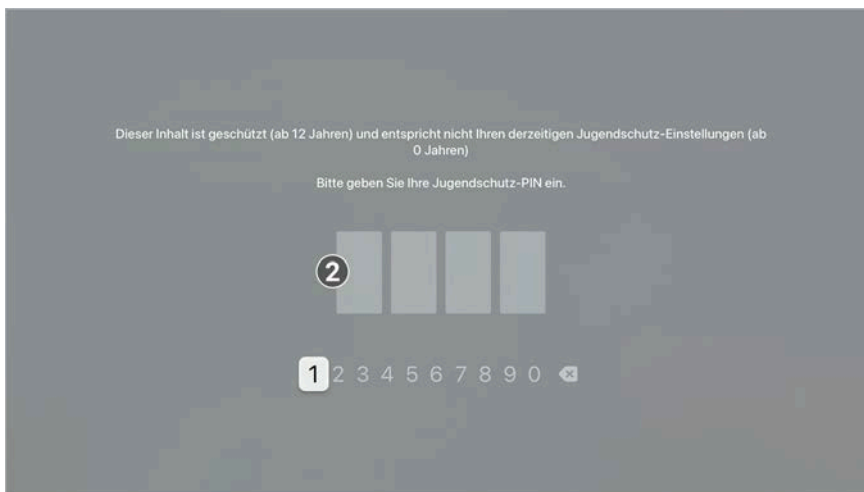 Dieser Inhalt ist geschützt (ab 12 Jahren) und entspricht nicht Ihren derzeitigen Jugendschutz-Einstellungen (ab
0 Jahren)
Bitte geben Sie Ihre Jugendschutz-PIN ein.
2
1 2 3 4 5 6 7 8 9 0